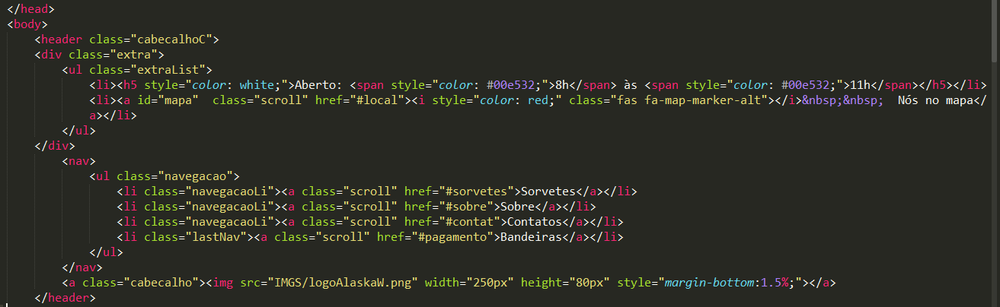 </head>
<body>
    <header class="cabecalhoC">
    <div class="extra">
        <ul class="extraList">
            <li><h5 style="color: white;">Aberto: <span style="color: #00e532;">8h</span> às <span style="color: #00e532;">11h</span></h5></li>
            <li><a id="mapa"  class="scroll" href="#local"><i style="color: red;" class="fas fa-map-marker-alt"></i>&nbsp;&nbsp;  Nós no mapa</
            a></li>
        </ul>
    </div>
        <nav>
            <ul class="navegacao">
                <li class="navegacaoLi"><a class="scroll" href="#sorvetes">Sorvetes</a></li>
                <li class="navegacaoLi"><a class="scroll" href="#sobre">Sobre</a></li>
                <li class="navegacaoLi"><a class="scroll" href="#contat">Contatos</a></li>
                <li class="lastNav"><a class="scroll" href="#pagamento">Bandeiras</a></li>
            </ul>
        </nav>
        <a class="cabecalho"><img src="IMGS/logoAlaskaW.png" width="250px" height="80px" style="margin-bottom:1.5%;"></a>
    </header>